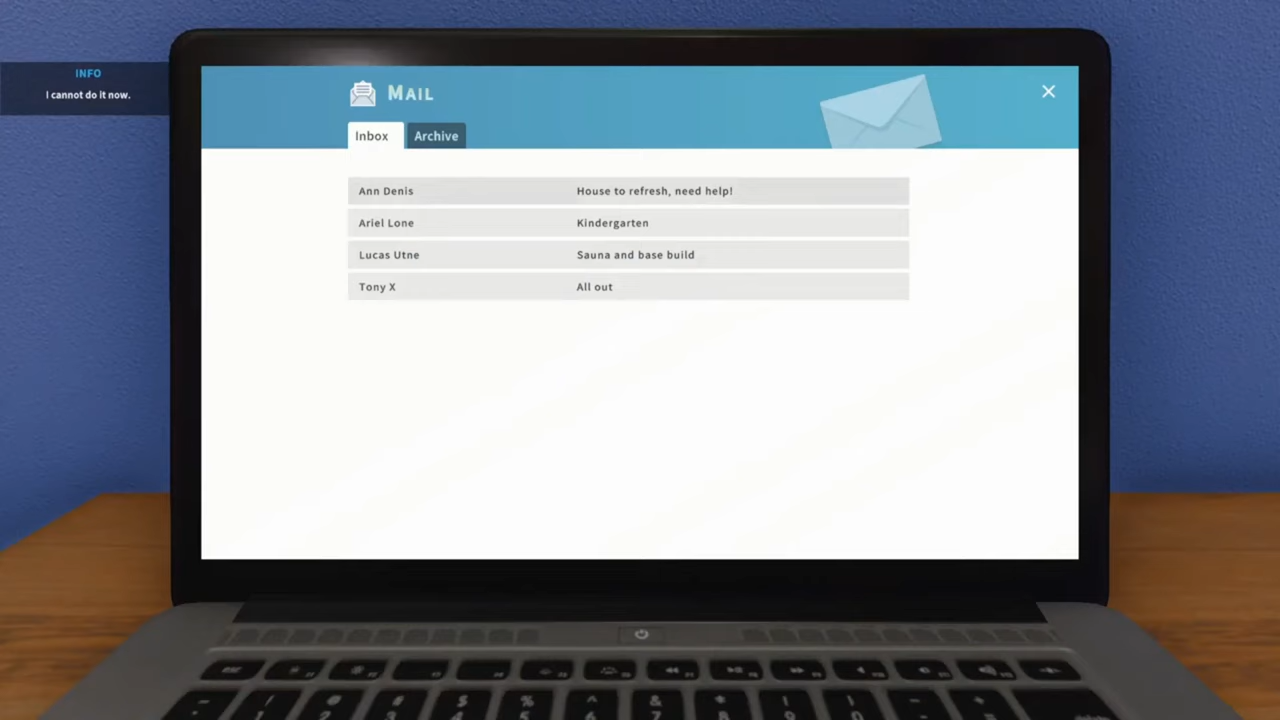 INFO
I cannot do it now.
MAIL
Inbox
Archive
Ann Denis
House to refresh, need help!
Ariel Lone
Kindergarten
Lucas Utne
Sauna and base build
Tony X
All out